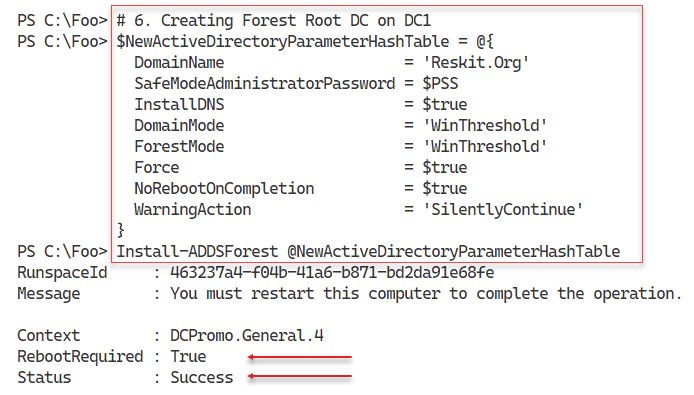 PS C:\Foo> # 6. Creating Forest Root DC on DC1
PS C:\Foo> $NewActiveDirectoryParameterHashTable = @{
  DomainName                    = 'Reskit.Org'
  SafeModeAdministratorPassword = $PSS
  InstallDNS                    = $true
  DomainMode                    = 'WinThreshold'
  ForestMode                    = 'WinThreshold'
  Force                         = $true
  NoRebootOnCompletion          = $true
  WarningAction                 = 'SilentlyContinue'
}
PS C:\Foo> Install-ADDSForest @NewActiveDirectoryParameterHashTable
RunspaceId     : 463237a4-f04b-41a6-b871-bd2da91e68fe
Message        : You must restart this computer to complete the operation.
Context        : DCPromo.General.4
RebootRequired : True
Status         : Success